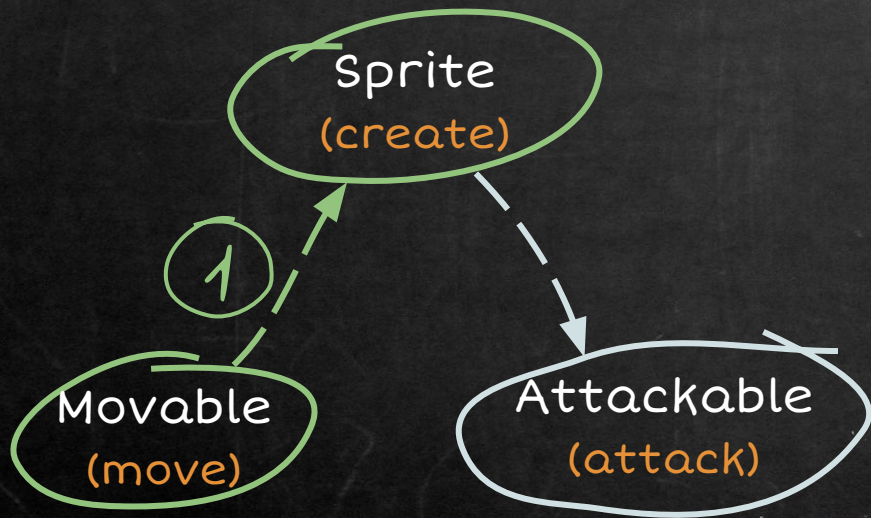 Sprite
(create)
1
Movable
(move)
Attackable
(attack)